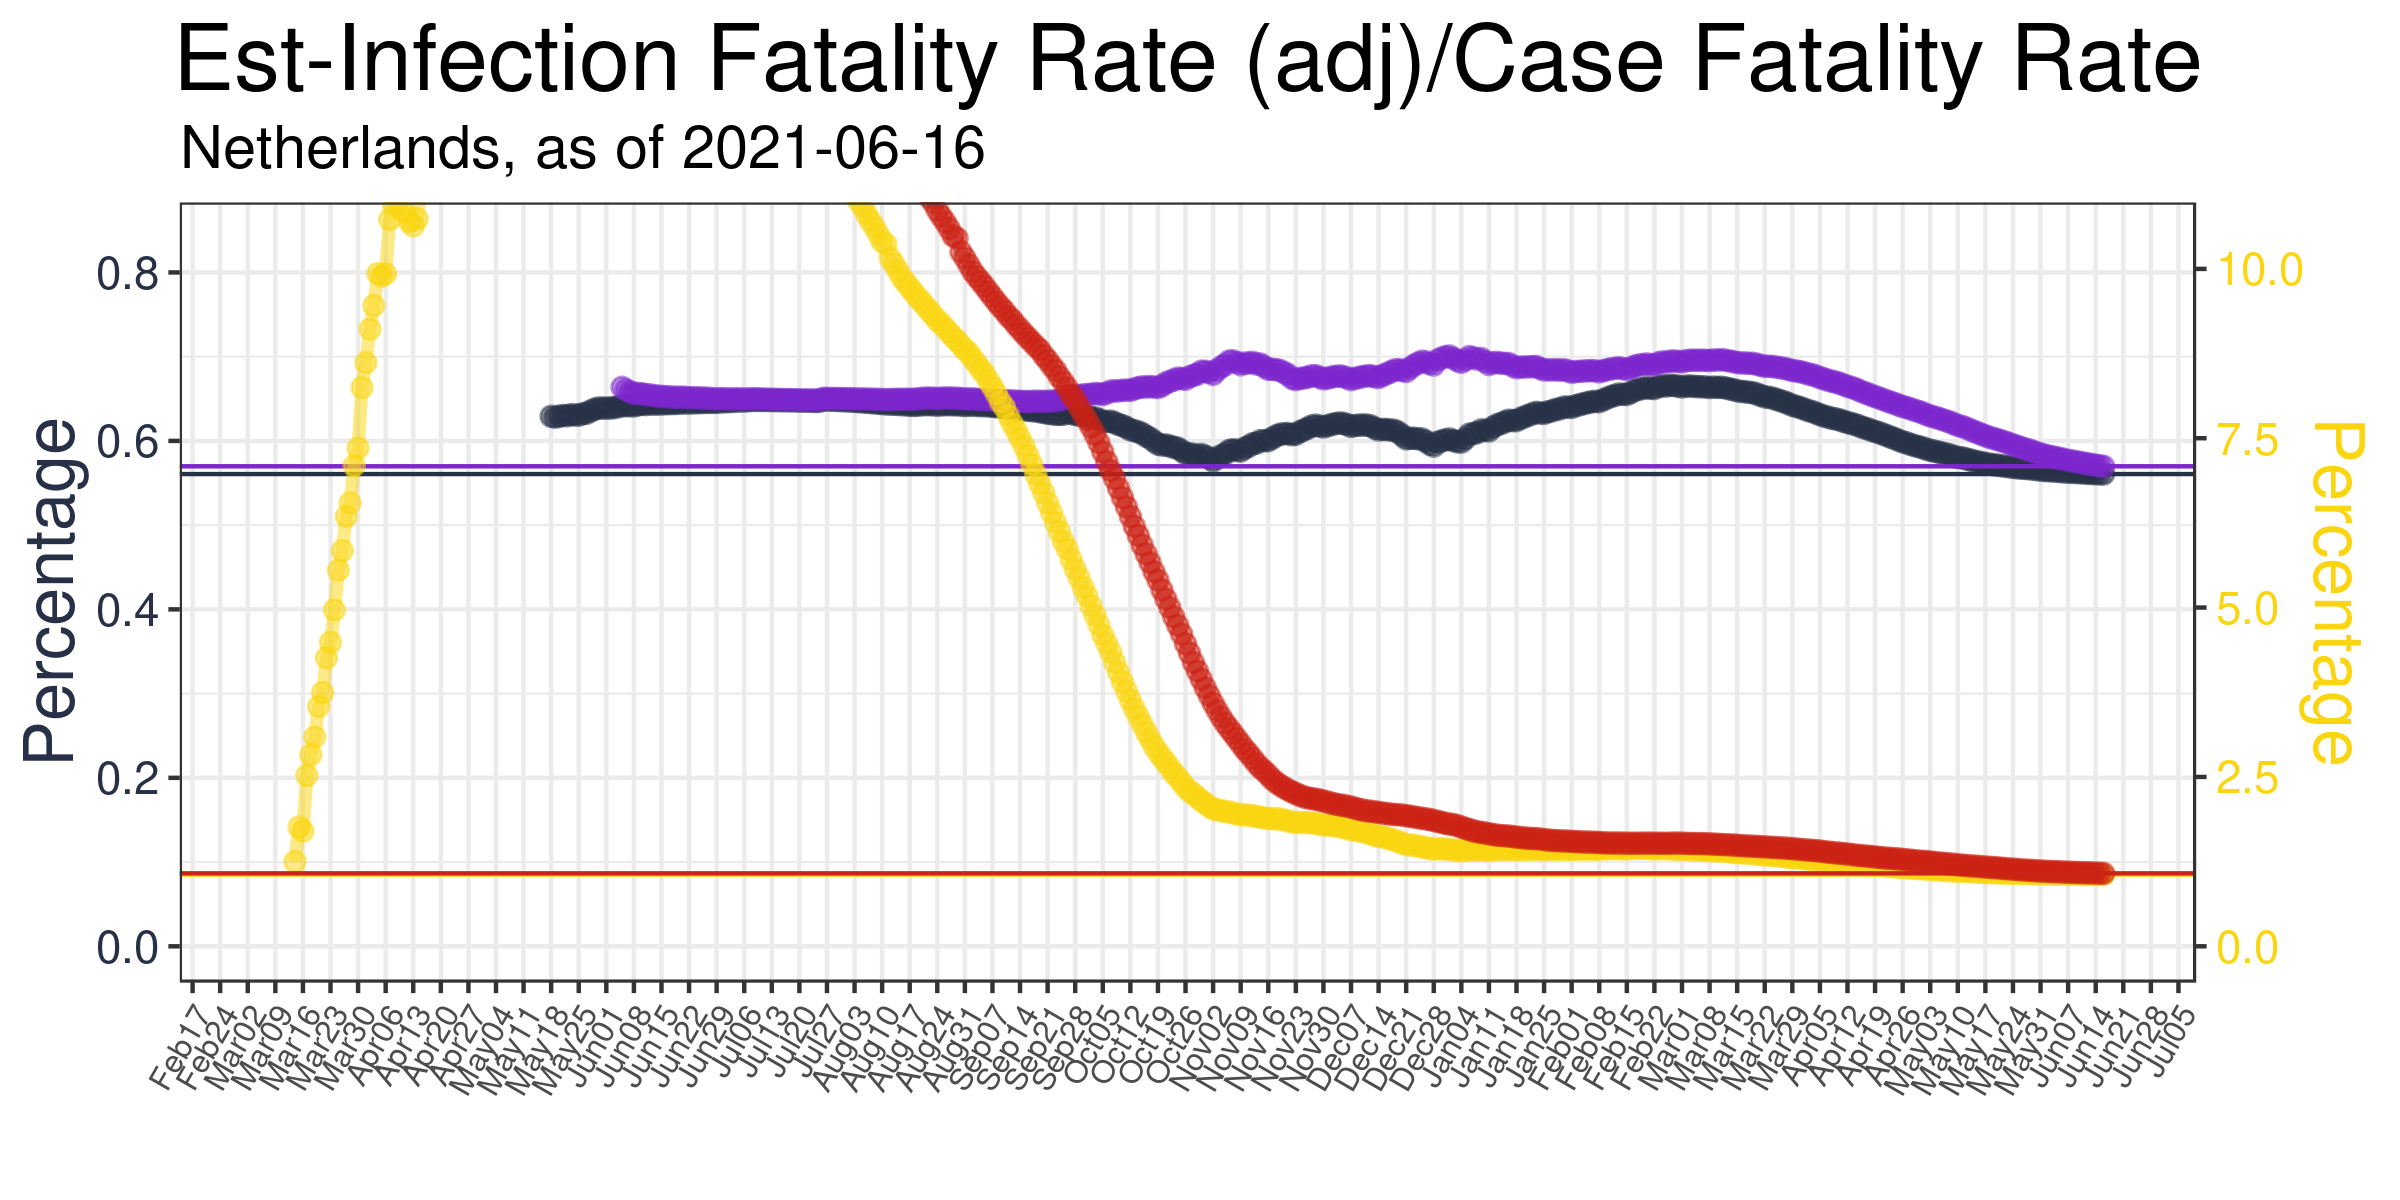 Est-Infection Fatality Rate (adj)/Case Fatality Rate
Netherlands, as of 2021-06-16
Percentage
0.8
0.6
0.4
0.2
0.0
10.0
7.5
5.0
2.5
0.0
Percentage
Feb17
Feb24
Mar02
Mar09
Mar16
Mar23
Mar30
Apr06
Apr13
Apr20
Apr27
May04
May11
May18
May25
Jun01
Jun08
Jun15
Jun22
Jun29
Jul06
Jul13
Jul20
Jul27
Aug03
Aug10
Aug17
Aug24
Aug31
Sep07
Sep14
Sep21
Sep28
Oct05
Oct12
Oct19
Oct26
Nov02
Nov09
Nov16
Nov23
Nov30
Dec07
Dec14
Dec21
Dec28
Jan04
Jan11
Jan18
Jan25
Feb01
Feb08
Feb15
Feb22
Mar01
Mar08
Mar15
Mar22
Mar29
Apr05
Apr12
Apr19
Apr26
May03
May10
May17
May24
May31
Jun07
Jun14
Jun21
Jun28
Jul05